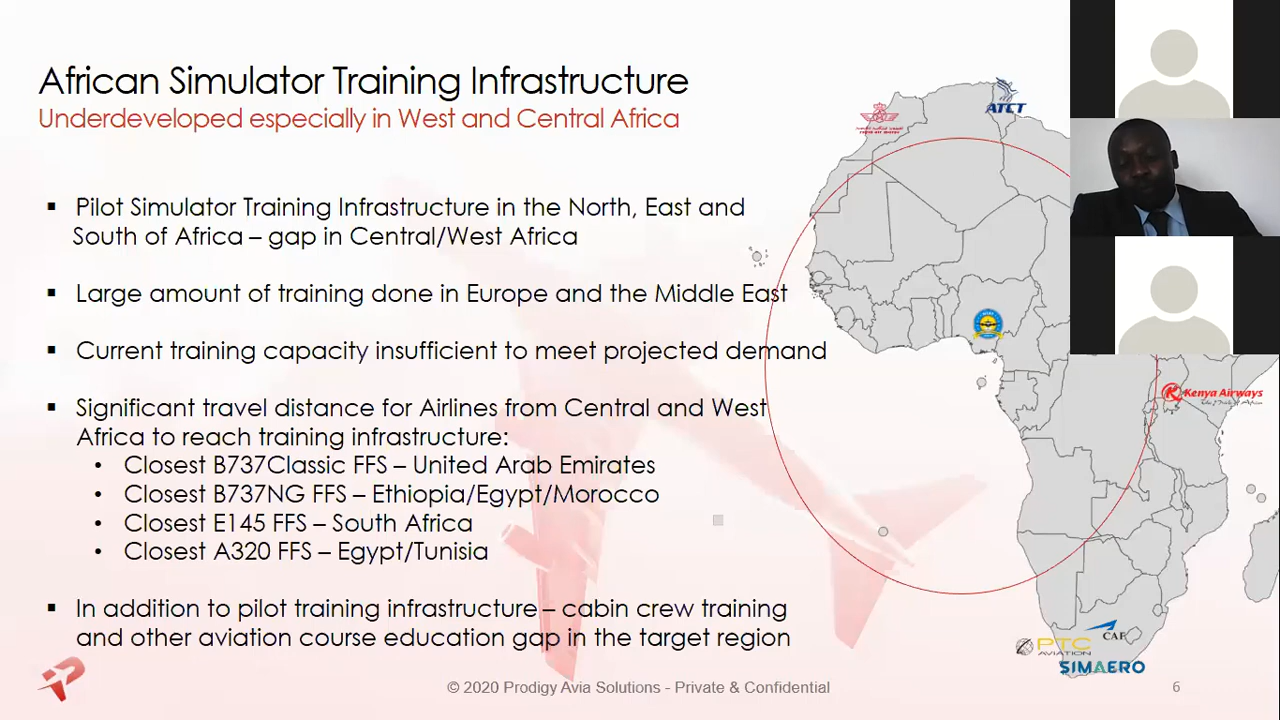 African Simulator Training Infrastructure
Underdeveloped especially in West and Central Africa
▪ Pilot Simulator Training Infrastructure in the North, East and
South of Africa – gap in Central/West Africa
▪ Large amount of training done in Europe and the Middle East
▪ Current training capacity insufficient to meet projected demand
▪ Significant travel distance for Airlines from Central and West
Africa to reach training infrastructure:
• Closest B737Classic FFS – United Arab Emirates
• Closest B737NG FFS – Ethiopia/Egypt/Morocco
• Closest E145 FFS – South Africa
• Closest A320 FFS – Egypt/Tunisia
▪ In addition to pilot training infrastructure – cabin crew training
and other aviation course education gap in the target region
ATCT
Kenya Airways
PTC
AVIATION
CAE
SIMAERO
© 2020 Prodigy Avia Solutions - Private & Confidential
6